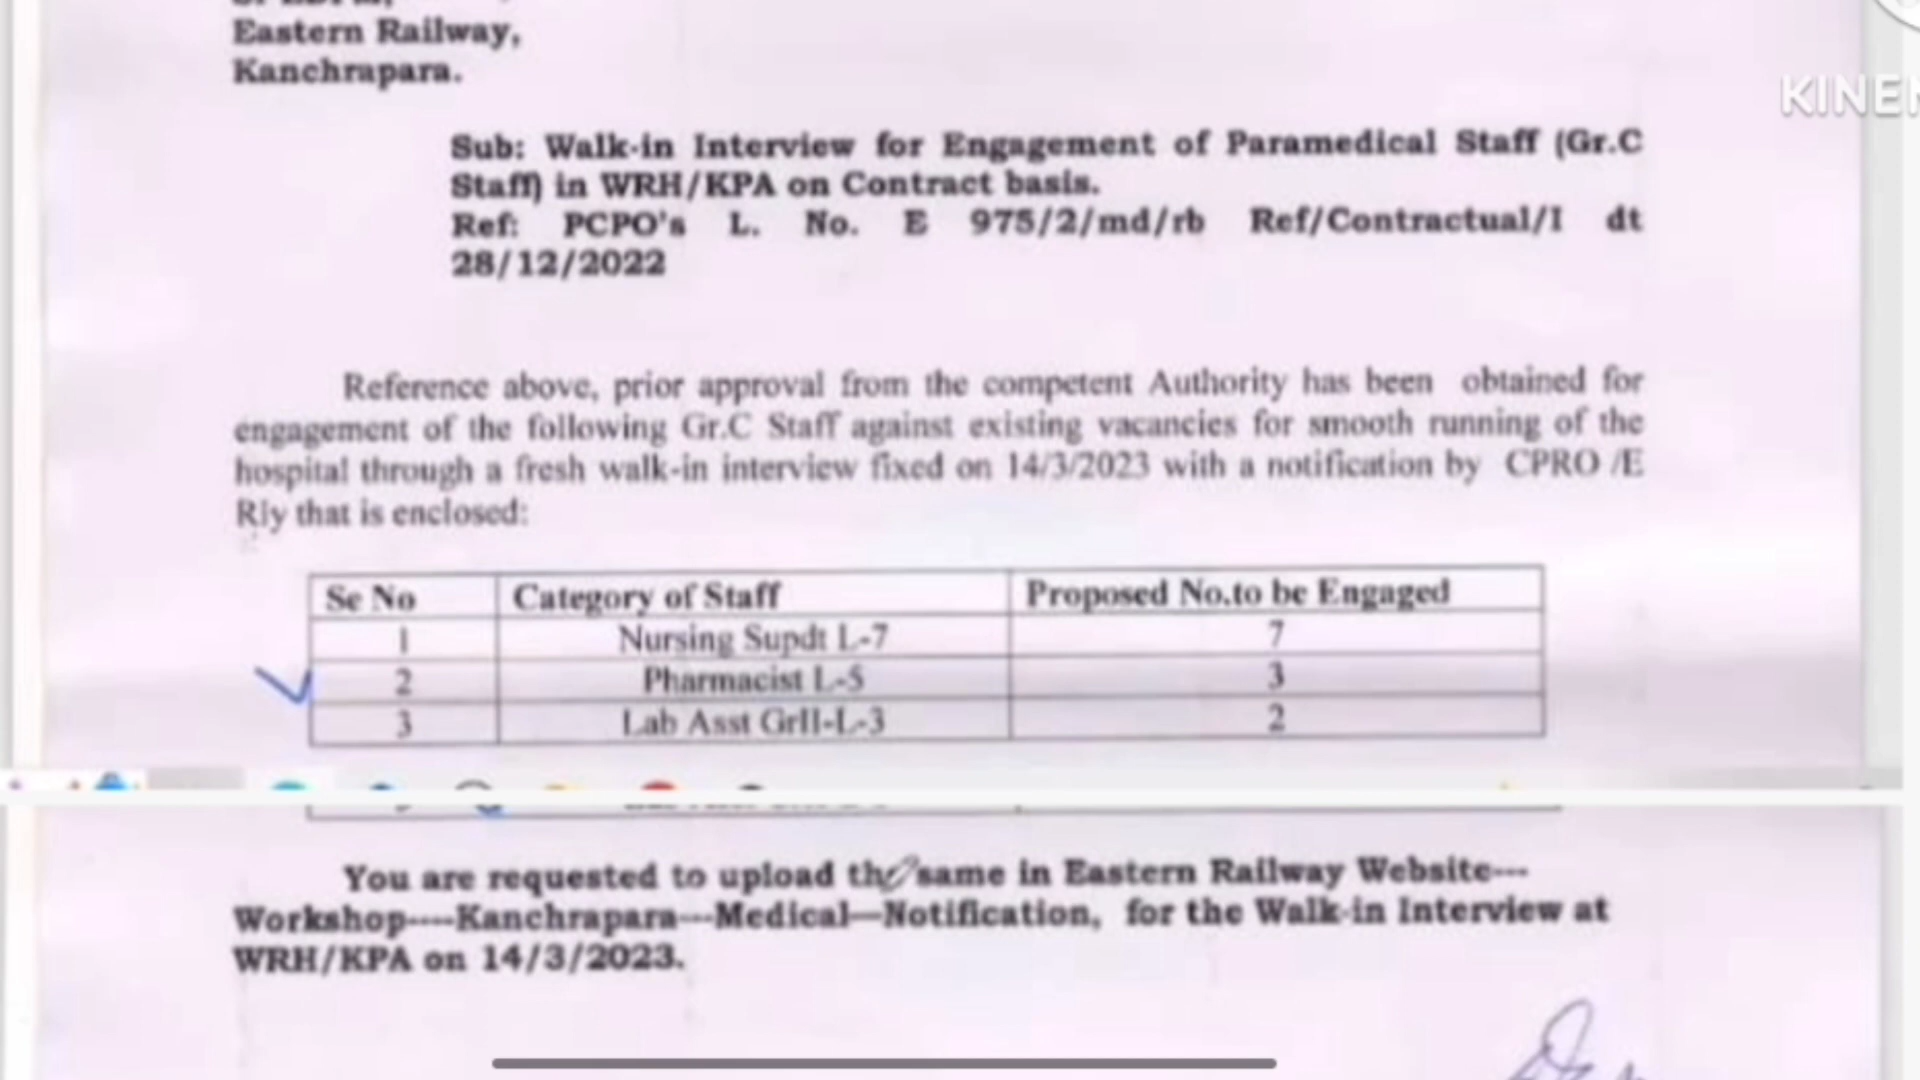 Eastern Railway,
Kanchrapara.
KINEM
Sub: Walk-in Interview for Engagement of Paramedical Staff (Gr.C
Staff) in WRH/KPA on Contract basis.
Ref: PCPO's L. No. E 975/2/md/rb Ref/Contractual/I dt
28/12/2022
Reference above, prior approval from the competent Authority has been obtained for
engagement of the following Gr.C Staff against existing vacancies for smooth running of the
hospital through a fresh walk-in interview fixed on 14/3/2023 with a notification by CPRO /E
Rly that is enclosed:
Se No Category of Staff Proposed No.to be Engaged
1 Nursing Supdt L-7 7
2 Pharmacist L-5 3
3 Lab Asst GrII-L-3 2
You are requested to upload the same in Eastern Railway Website---
Workshop----Kanchrapara---Medical—Notification, for the Walk-in Interview at
WRH/KPA on 14/3/2023.